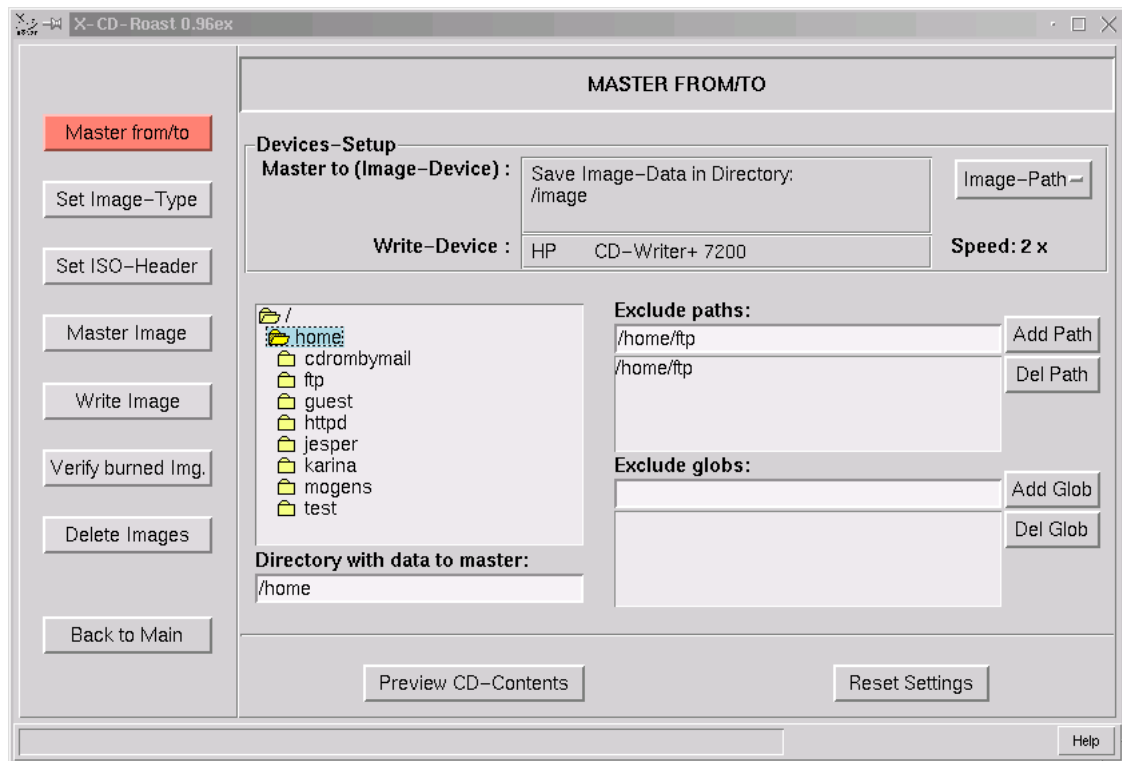 X-CD-Roast 0.96ex
MASTER FROM/TO
Master from/to
Set Image-Type
Set ISO-Header
Master Image
Write Image
Verify burned Img.
Delete Images
Back to Main
Devices-Setup
Master to (Image-Device) :
Save Image-Data in Directory:
/image
Image-Path
Write-Device :
HP CD-Writer+ 7200
Speed: 2 x
/
home
cdrombymail
ftp
guest
httpd
jesper
karina
mogens
test
Directory with data to master:
/home
Exclude paths:
/home/ftp
Add Path
/home/ftp
Del Path
Exclude globs:
Add Glob
Del Glob
Preview CD-Contents
Reset Settings
Help